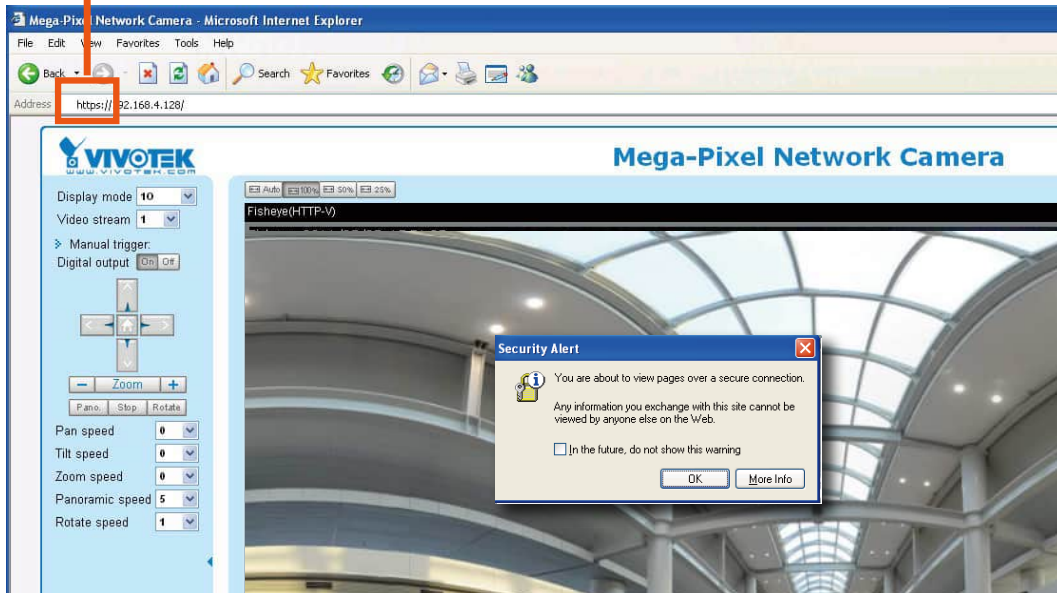 Mega-Pixel Network Camera - Microsoft Internet Explorer
File Edit View Favorites Tools Help
Back Search Favorites
Address https://192.168.4.128/
VIVOTEK
www.vivotek.com
Mega-Pixel Network Camera
Display mode 10
Auto 100% 50% 25%
Video stream 1
Fisheye(HTTP-V)
Manual trigger:
Digital output On Off
Zoom
Pano. Stop Rotate
Pan speed 0
Tilt speed 0
Zoom speed 0
Panoramic speed 5
Rotate speed 1
Security Alert
You are about to view pages over a secure connection.
Any information you exchange with this site cannot be
viewed by anyone else on the Web.
In the future, do not show this warning
OK More Info